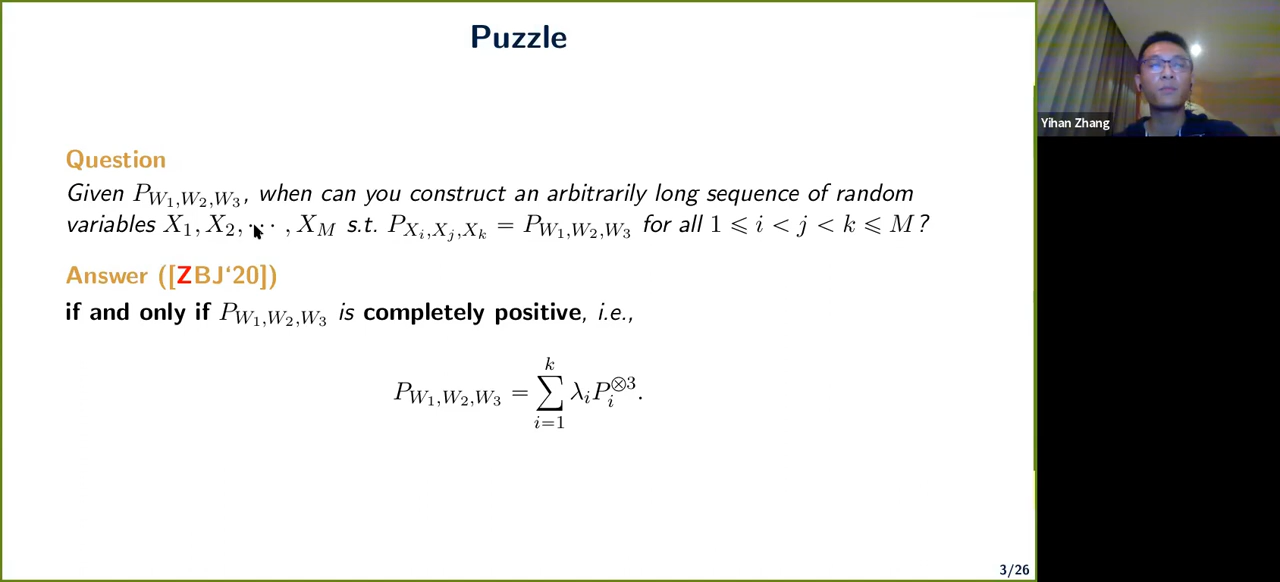 Puzzle
Question
Given P_{W_1,W_2,W_3}, when can you construct an arbitrarily long sequence of random
variables X_1, X_2, ⋯ , X_M s.t. P_{X_i,X_j,X_k} = P_{W_1,W_2,W_3} for all 1 ⩽ i < j < k ⩽ M?
Answer ([ZBJ‘20])
if and only if P_{W_1,W_2,W_3} is completely positive, i.e.,
P_{W_1,W_2,W_3} = \sum_{i=1}^{k} λ_i P_i^{⊗3}.
3/26
Yihan Zhang